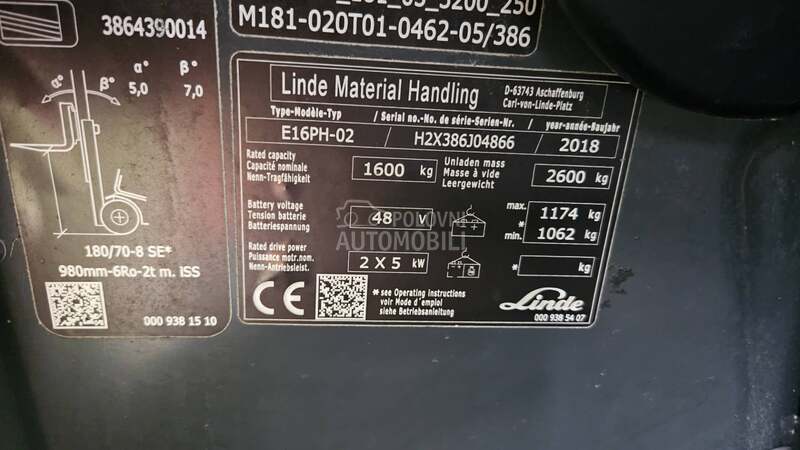 3864390014
α° β°
5,0 7,0
180/70-8 SE*
980mm-6Ro-2t m. ISS
000 938 15 10
M181-020T01-0462-05/386
Linde Material Handling
D-63743 Aschaffenburg
Carl-von-Linde-Platz
Type-Modèle-Typ / Serial no.-No. de série-Serien-Nr. / year-année-Baujahr
E16PH-02 / H2X386J04866 / 2018
Rated capacity
Capacité nominale
Nenn-Tragfähigkeit
1600 kg
Unladen mass
Masse à vide
Leergewicht
2600 kg
Battery voltage
Tension batterie
Batteriespannung
48 V
max. 1174 kg
*
min. 1062 kg
Rated drive power
Puissance motr.nom.
Nenn-Antriebsleist.
2 X 5 kW
* kg
CE
* see Operating instructions
voir Mode d'emploi
siehe Betriebsanleitung
Linde
000 938 54 07
POLOVNI
AUTOMOBILI